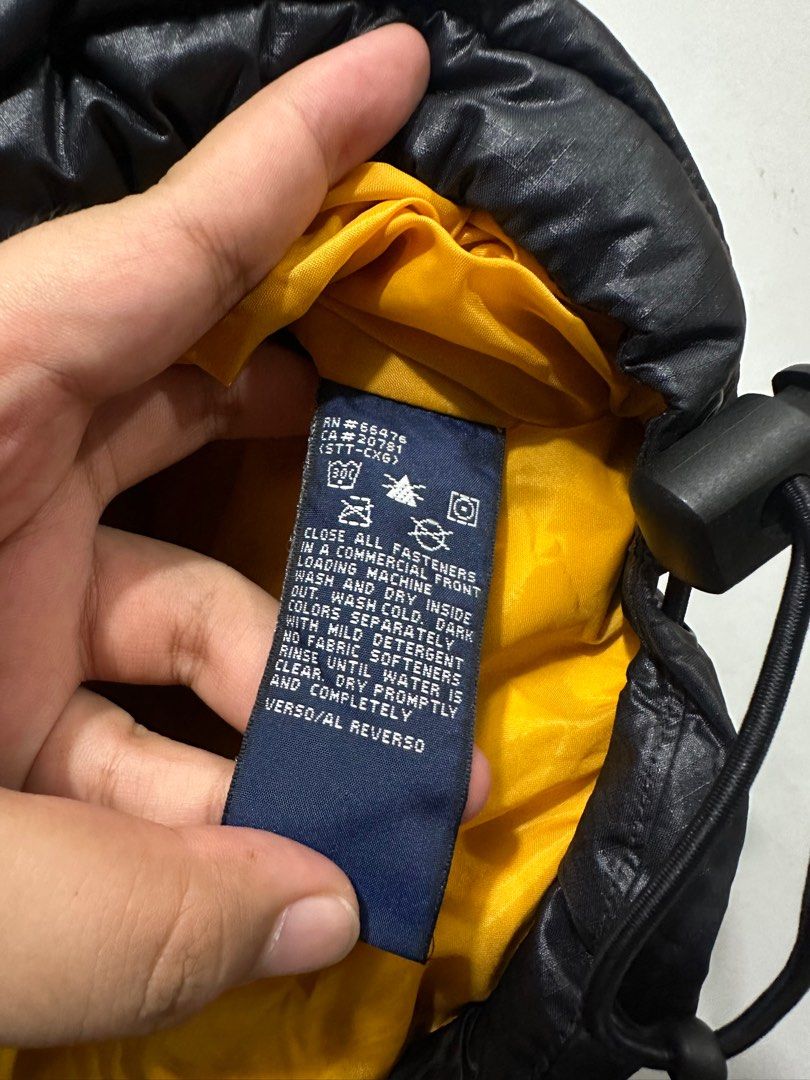 RN#66476
CA#20781
(STT-CXG)
30C
CLOSE ALL FASTENERS
IN A COMMERCIAL FRONT
LOADING MACHINE
WASH AND DRY INSIDE
OUT. WASH COLD. DARK
COLORS SEPARATELY
WITH MILD DETERGENT
NO FABRIC SOFTENERS
RINSE UNTIL WATER IS
CLEAR. DRY PROMPTLY
AND COMPLETELY
VERSO/AL REVERSO